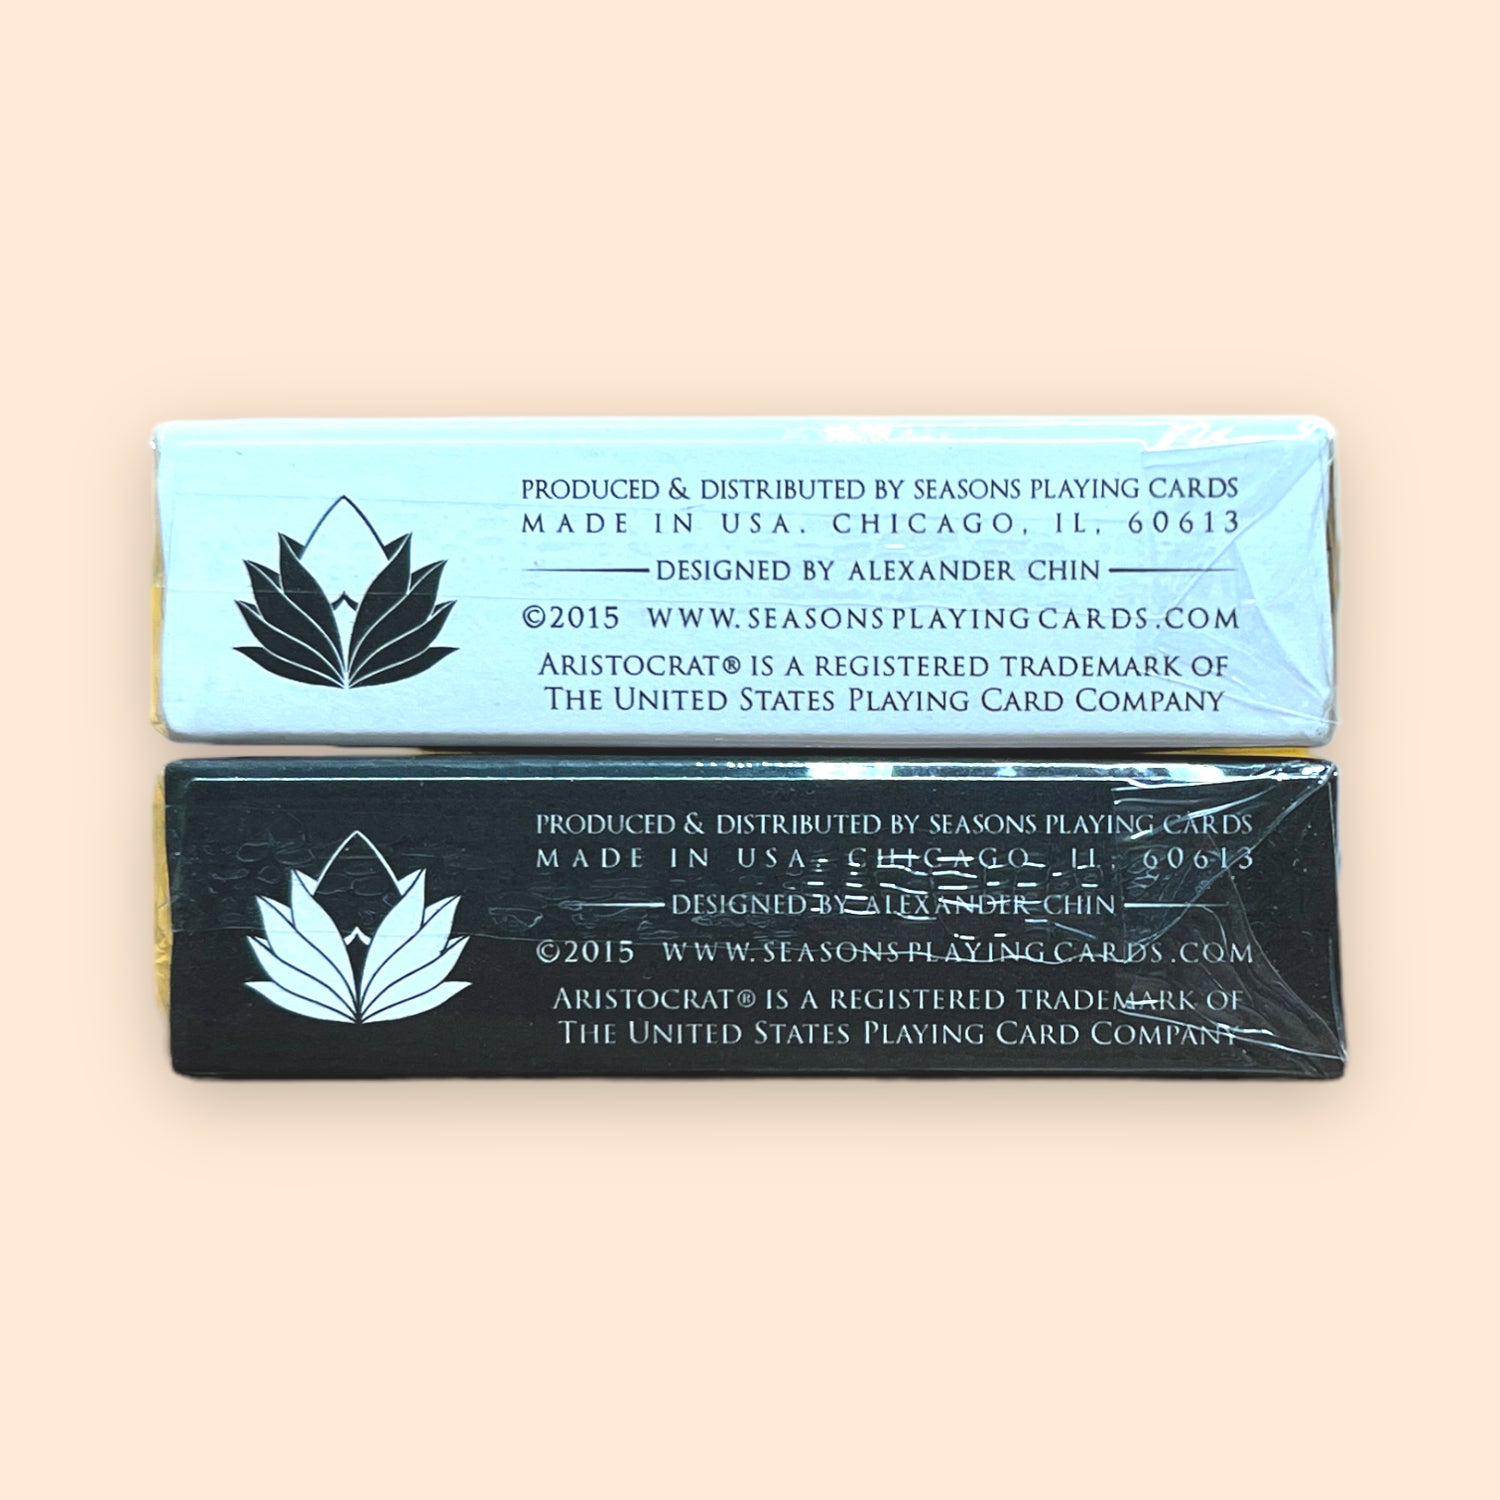 PRODUCED & DISTRIBUTED BY SEASONS PLAYING CARDS
MADE IN USA. CHICAGO, IL, 60613
DESIGNED BY ALEXANDER CHIN
©2015 WWW.SEASONSPLAYINGCARDS.COM
ARISTOCRAT® IS A REGISTERED TRADEMARK OF
THE UNITED STATES PLAYING CARD COMPANY
PRODUCED & DISTRIBUTED BY SEASONS PLAYING CARDS
MADE IN USA. CHICAGO, IL, 60613
DESIGNED BY ALEXANDER CHIN
©2015 WWW.SEASONSPLAYINGCARDS.COM
ARISTOCRAT® IS A REGISTERED TRADEMARK OF
THE UNITED STATES PLAYING CARD COMPANY